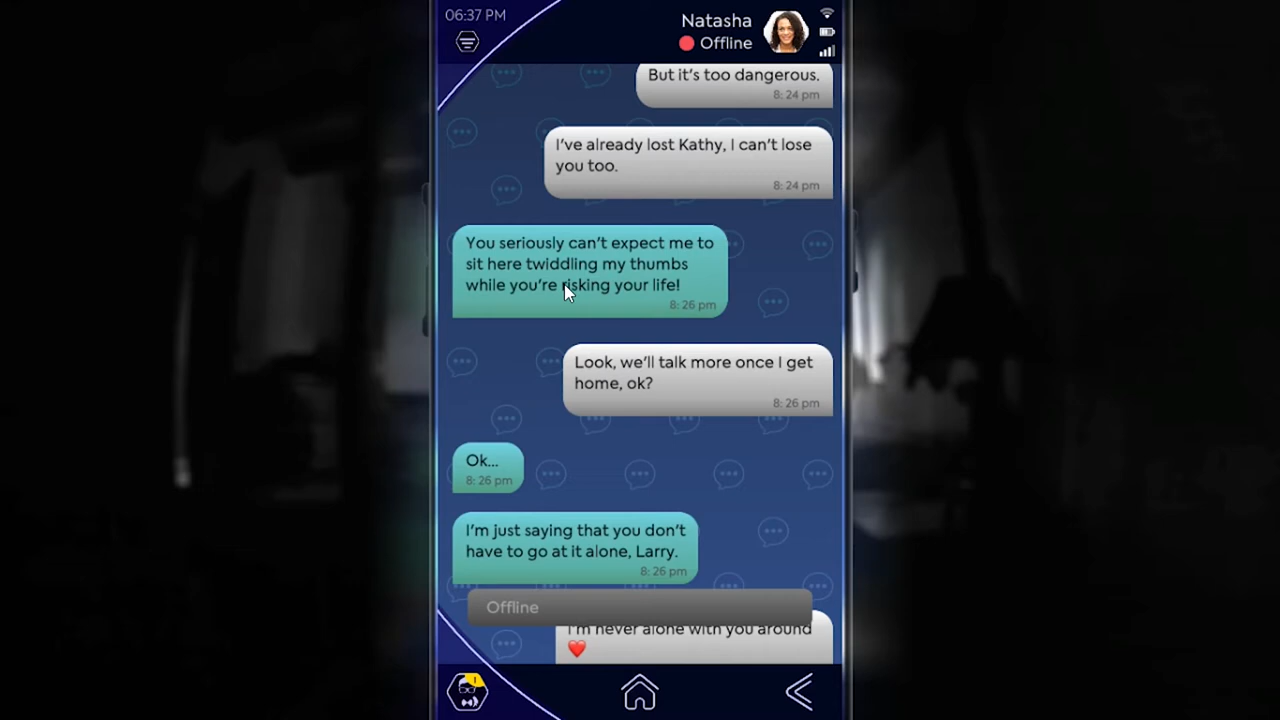 06:37 PM
Natasha
Offline
But it's too dangerous.
8: 24 pm
I've already lost Kathy, I can't lose
you too.
8: 24 pm
You seriously can't expect me to
sit here twiddling my thumbs
while you're risking your life!
8: 26 pm
Look, we'll talk more once I get
home, ok?
8: 26 pm
Ok...
8: 26 pm
I'm just saying that you don't
have to go at it alone, Larry.
8: 26 pm
Offline
I'm never alone with you around
❤️